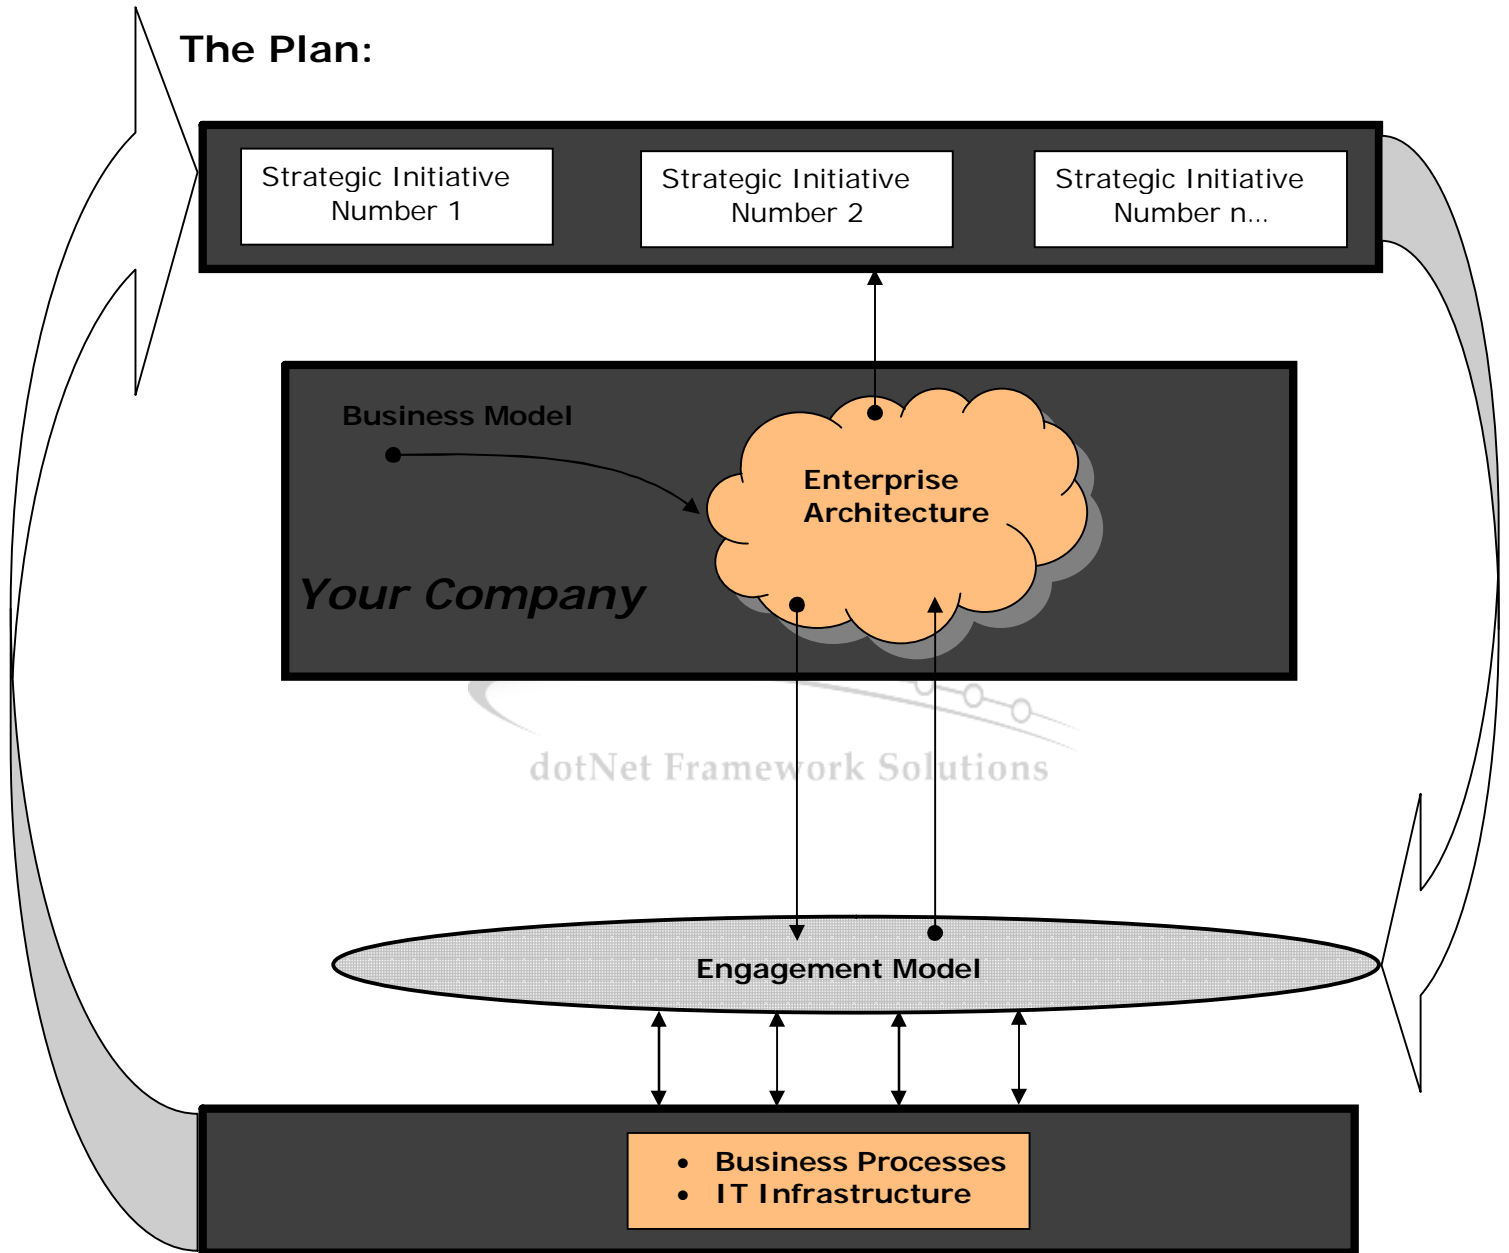 The Plan:
Strategic Initiative
Number 1
Strategic Initiative
Number 2
Strategic Initiative
Number n...
Business Model
Enterprise
Architecture
Your Company
dotNet Framework Solutions
Engagement Model
• Business Processes
• IT Infrastructure